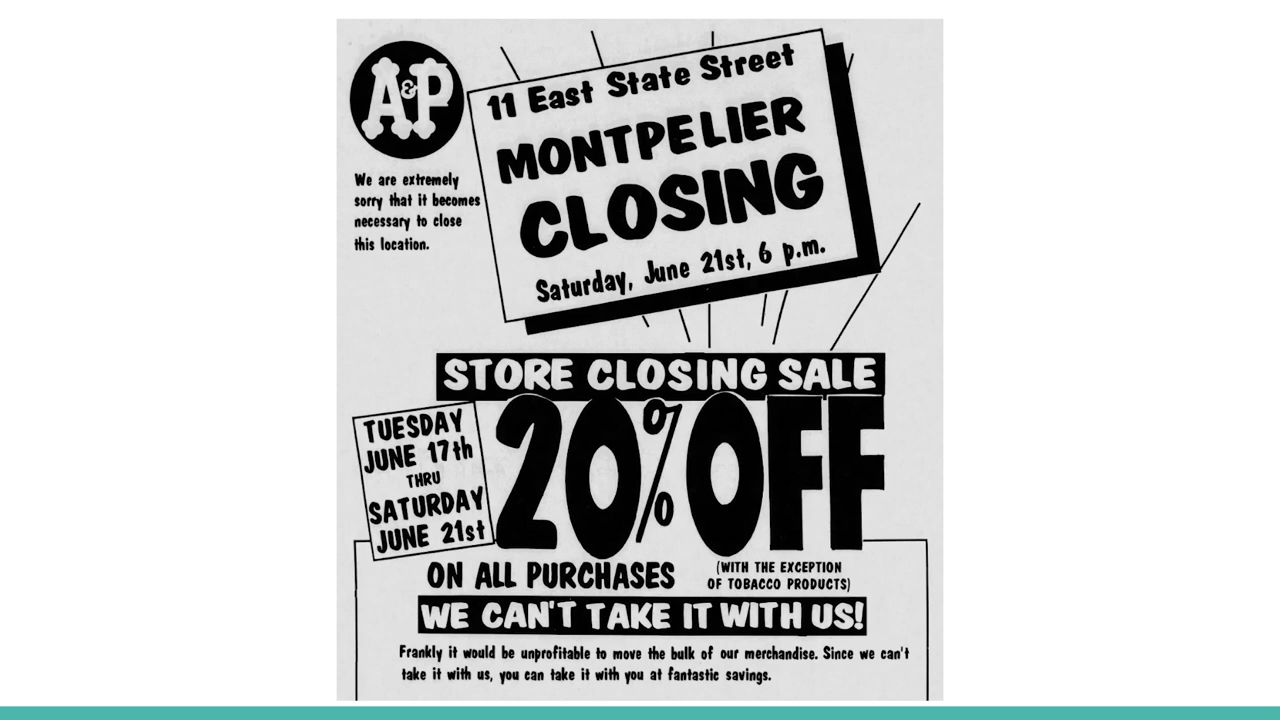 A&P
11 East State Street
MONTPELIER
CLOSING
Saturday, June 21st, 6 p.m.
We are extremely
sorry that it becomes
necessary to close
this location.
STORE CLOSING SALE
TUESDAY
JUNE 17th
THRU
SATURDAY
JUNE 21st
20% OFF
ON ALL PURCHASES
(WITH THE EXCEPTION
OF TOBACCO PRODUCTS)
WE CAN'T TAKE IT WITH US!
Frankly it would be unprofitable to move the bulk of our merchandise. Since we can't
take it with us, you can take it with you at fantastic savings.